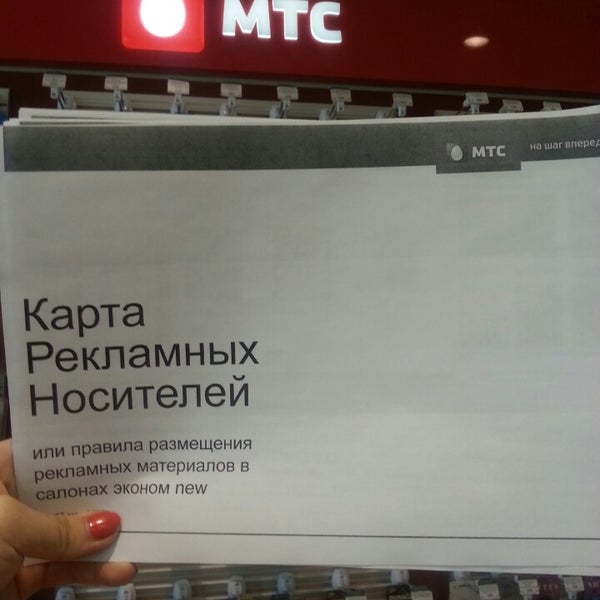 МТС
МТС на шаг вперед
Карта
Рекламных
Носителей
или правила размещения
рекламных материалов в
салонах эконом new